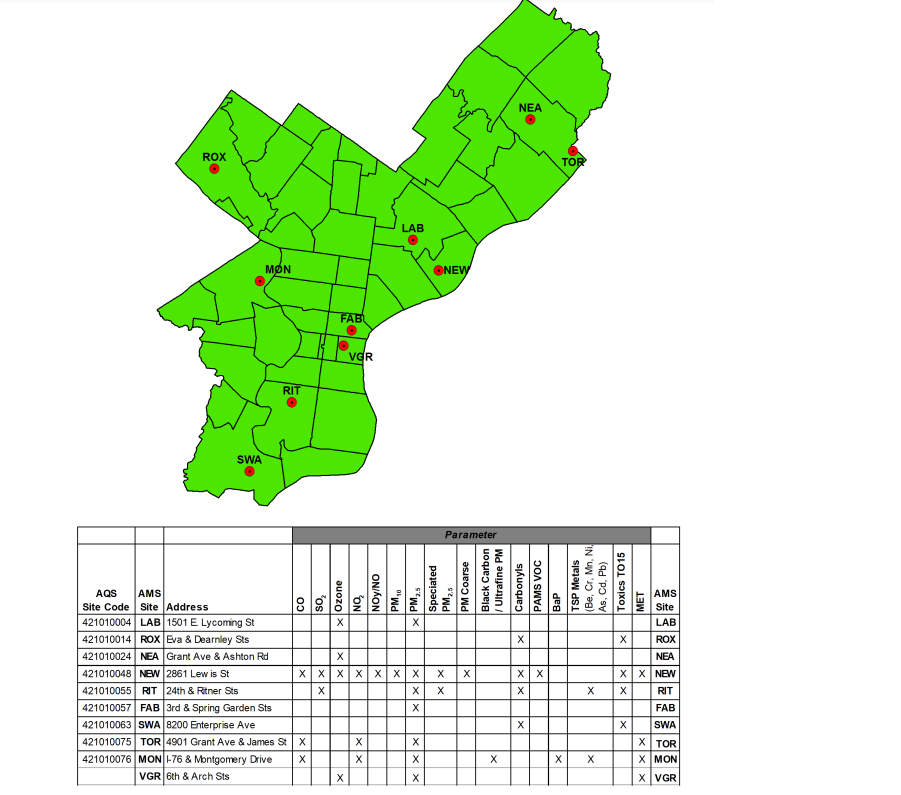 NEA
TOR
ROX
LAB
NEW
MON
FAB
VGR
RIT
SWA
Parameter
AQS Site Code AMS Site Address CO SO2 Ozone NO2 NOy/NO PM10 PM2.5 Speciated PM2.5 PM Coarse Black Carbon / Ultrafine PM Carbonyls PAMS VOC BaP TSP Metals (Be, Cr, Mn, Ni, As, Cd, Pb) Toxics TO15 MET AMS Site
421010004 LAB 1501 E. Lycoming St X X LAB
421010014 ROX Eva & Dearnley Sts X X ROX
421010024 NEA Grant Ave & Ashton Rd X NEA
421010048 NEW 2861 Lewis St X X X X X X X X X X X X X NEW
421010055 RIT 24th & Ritner Sts X X X X X X RIT
421010057 FAB 3rd & Spring Garden Sts X FAB
421010063 SWA 8200 Enterprise Ave X X SWA
421010075 TOR 4901 Grant Ave & James St X X X X TOR
421010076 MON I-76 & Montgomery Drive X X X X X X X MON
VGR 6th & Arch Sts X X X VGR